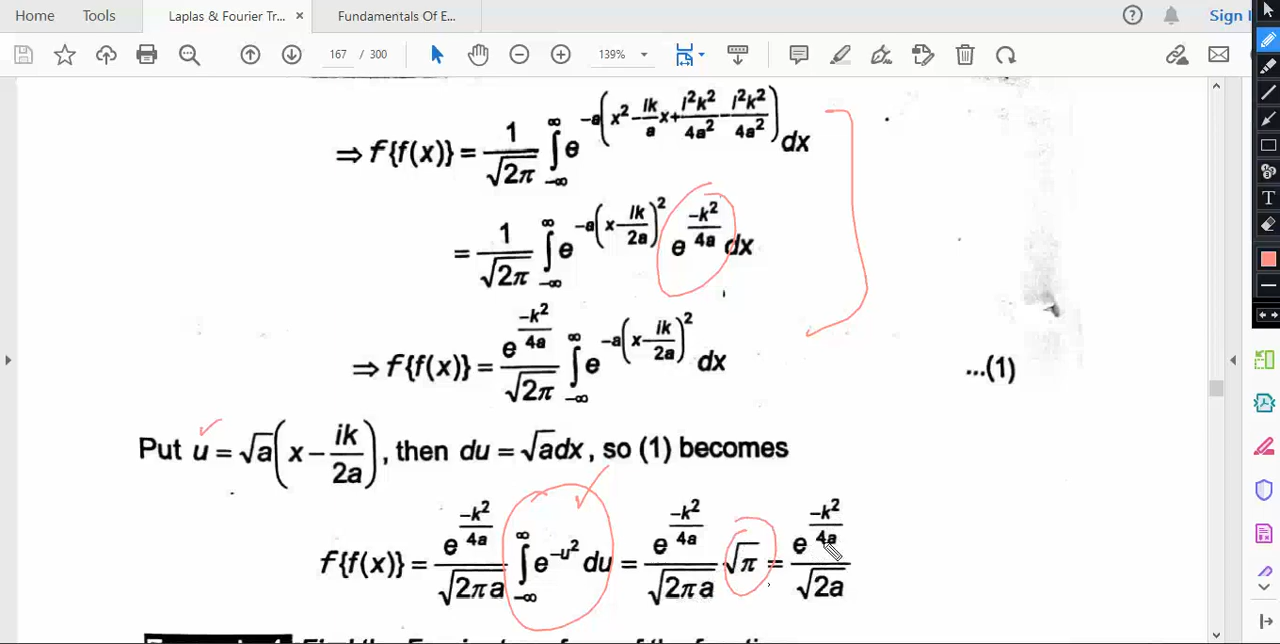 Home Tools Laplas & Fourier Tr... × Fundamentals Of E... Sign I
167 / 300 139%
⇒ f{f(x)} = 1/√2π ∫_{-∞}^{∞} e^{-a(x² - ik/a x + i²k²/4a² - i²k²/4a²)} dx
= 1/√2π ∫_{-∞}^{∞} e^{-a(x - ik/2a)²} e^{-k²/4a} dx
⇒ f{f(x)} = e^{-k²/4a}/√2π ∫_{-∞}^{∞} e^{-a(x - ik/2a)²} dx ...(1)
Put u = √a(x - ik/2a), then du = √a dx, so (1) becomes
f{f(x)} = e^{-k²/4a}/√2πa ∫_{-∞}^{∞} e^{-u²} du = e^{-k²/4a}/√2πa √π = e^{-k²/4a}/√2a